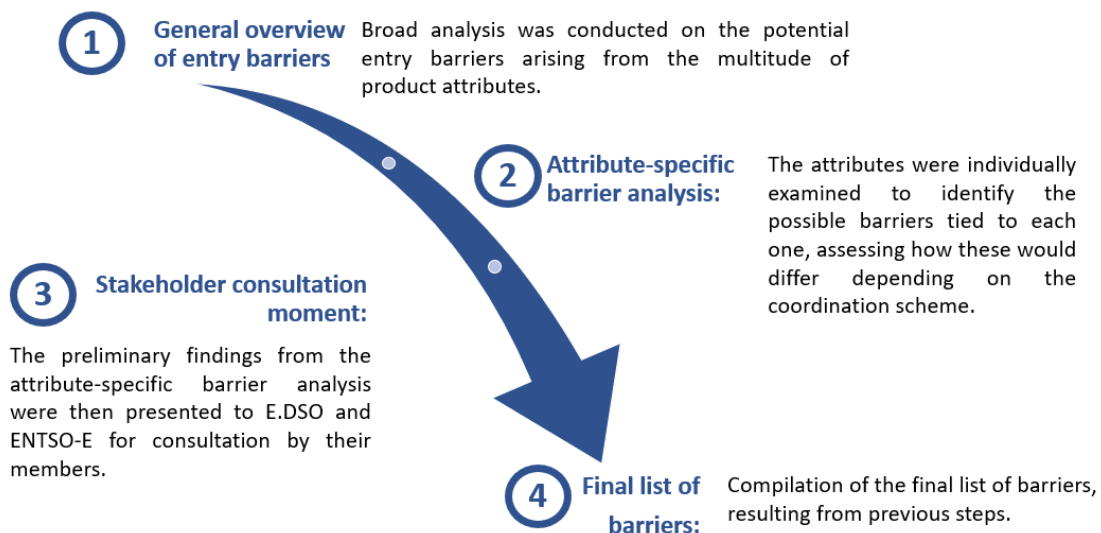 1
General overview
of entry barriers
Broad analysis was conducted on the potential
entry barriers arising from the multitude of
product attributes.
2
Attribute-specific
barrier analysis:
The attributes were individually
examined to identify the
possible barriers tied to each
one, assessing how these would
differ depending on the
coordination scheme.
3
Stakeholder consultation
moment:
The preliminary findings from the
attribute-specific barrier analysis
were then presented to E.DSO and
ENTSO-E for consultation by their
members.
4
Final list of
barriers:
Compilation of the final list of barriers,
resulting from previous steps.